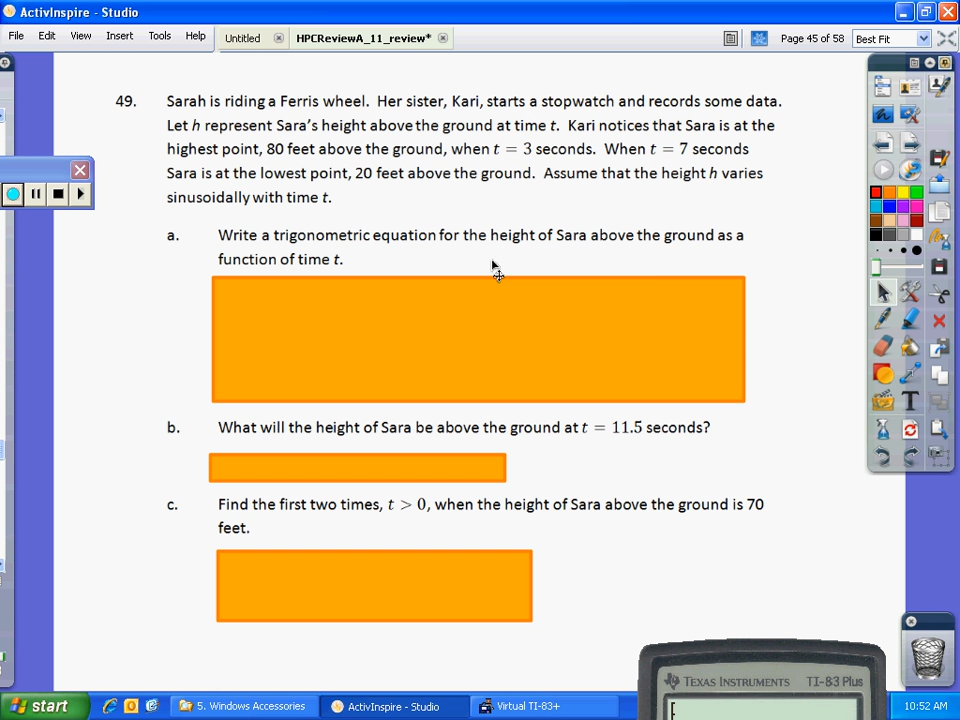 ActivInspire - Studio
File Edit View Insert Tools Help
Untitled
HPCReviewA_11_review*
Page 45 of 58
Best Fit
49. Sarah is riding a Ferris wheel. Her sister, Kari, starts a stopwatch and records some data.
Let h represent Sara's height above the ground at time t. Kari notices that Sara is at the
highest point, 80 feet above the ground, when t = 3 seconds. When t = 7 seconds
Sara is at the lowest point, 20 feet above the ground. Assume that the height h varies
sinusoidally with time t.
a. Write a trigonometric equation for the height of Sara above the ground as a
function of time t.
b. What will the height of Sara be above the ground at t = 11.5 seconds?
c. Find the first two times, t > 0, when the height of Sara above the ground is 70
feet.
TEXAS INSTRUMENTS TI-83 Plus
start
5. Windows Accessories
ActivInspire - Studio
Virtual TI-83+
10:52 AM